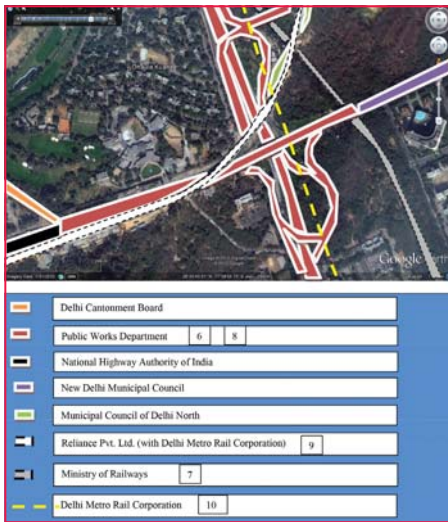 Google earth
Delhi Cantonment Board
Public Works Department 6 8
National Highway Authority of India
New Delhi Municipal Council
Municipal Council of Delhi North
Reliance Pvt. Ltd. (with Delhi Metro Rail Corporation) 9
Ministry of Railways 7
Delhi Metro Rail Corporation 10